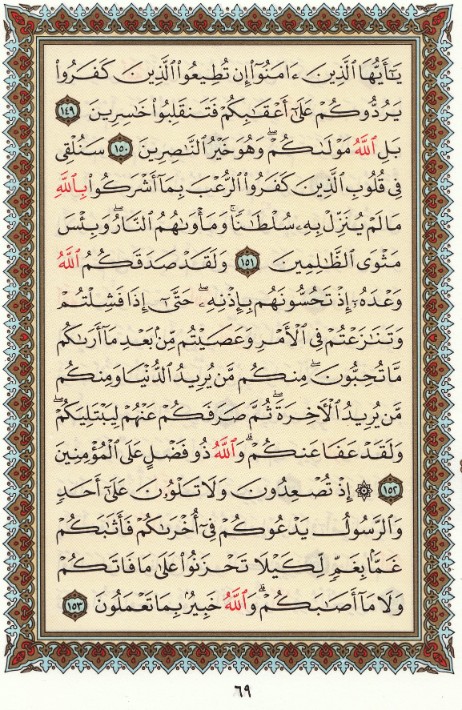 يَٰٓأَيُّهَا ٱلَّذِينَ ءَامَنُوٓا۟ إِن تُطِيعُوا۟ ٱلَّذِينَ كَفَرُوا۟
يَرُدُّوكُمْ عَلَىٰٓ أَعْقَٰبِكُمْ فَتَنقَلِبُوا۟ خَٰسِرِينَ ١٤٩
بَلِ ٱللَّهُ مَوْلَىٰكُمْ ۖ وَهُوَ خَيْرُ ٱلنَّٰصِرِينَ ١٥٠ سَنُلْقِى
فِى قُلُوبِ ٱلَّذِينَ كَفَرُوا۟ ٱلرُّعْبَ بِمَآ أَشْرَكُوا۟ بِٱللَّهِ
مَا لَمْ يُنَزِّلْ بِهِۦ سُلْطَٰنًا ۖ وَمَأْوَىٰهُمُ ٱلنَّارُ ۚ وَبِئْسَ
مَثْوَى ٱلظَّٰلِمِينَ ١٥١ وَلَقَدْ صَدَقَكُمُ ٱللَّهُ
وَعْدَهُۥٓ إِذْ تَحُسُّونَهُم بِإِذْنِهِۦ ۖ حَتَّىٰٓ إِذَا فَشِلْتُمْ
وَتَنَٰزَعْتُمْ فِى ٱلْأَمْرِ وَعَصَيْتُم مِّنۢ بَعْدِ مَآ أَرَىٰكُم
مَّا تُحِبُّونَ ۚ مِنكُم مَّن يُرِيدُ ٱلدُّنْيَا وَمِنكُم
مَّن يُرِيدُ ٱلْءَاخِرَةَ ۚ ثُمَّ صَرَفَكُمْ عَنْهُمْ لِيَبْتَلِيَكُمْ ۖ
وَلَقَدْ عَفَا عَنكُمْ ۗ وَٱللَّهُ ذُو فَضْلٍ عَلَى ٱلْمُؤْمِنِينَ
١٥٢ ۞ إِذْ تُصْعِدُونَ وَلَا تَلْوُۥنَ عَلَىٰٓ أَحَدٍ
وَٱلرَّسُولُ يَدْعُوكُمْ فِىٓ أُخْرَىٰكُمْ فَأَثَٰبَكُمْ
غَمًّۢا بِغَمٍّ لِّكَيْلَا تَحْزَنُوا۟ عَلَىٰ مَا فَاتَكُمْ
وَلَا مَآ أَصَٰبَكُمْ ۗ وَٱللَّهُ خَبِيرٌۢ بِمَا تَعْمَلُونَ ١٥٣
٦٩